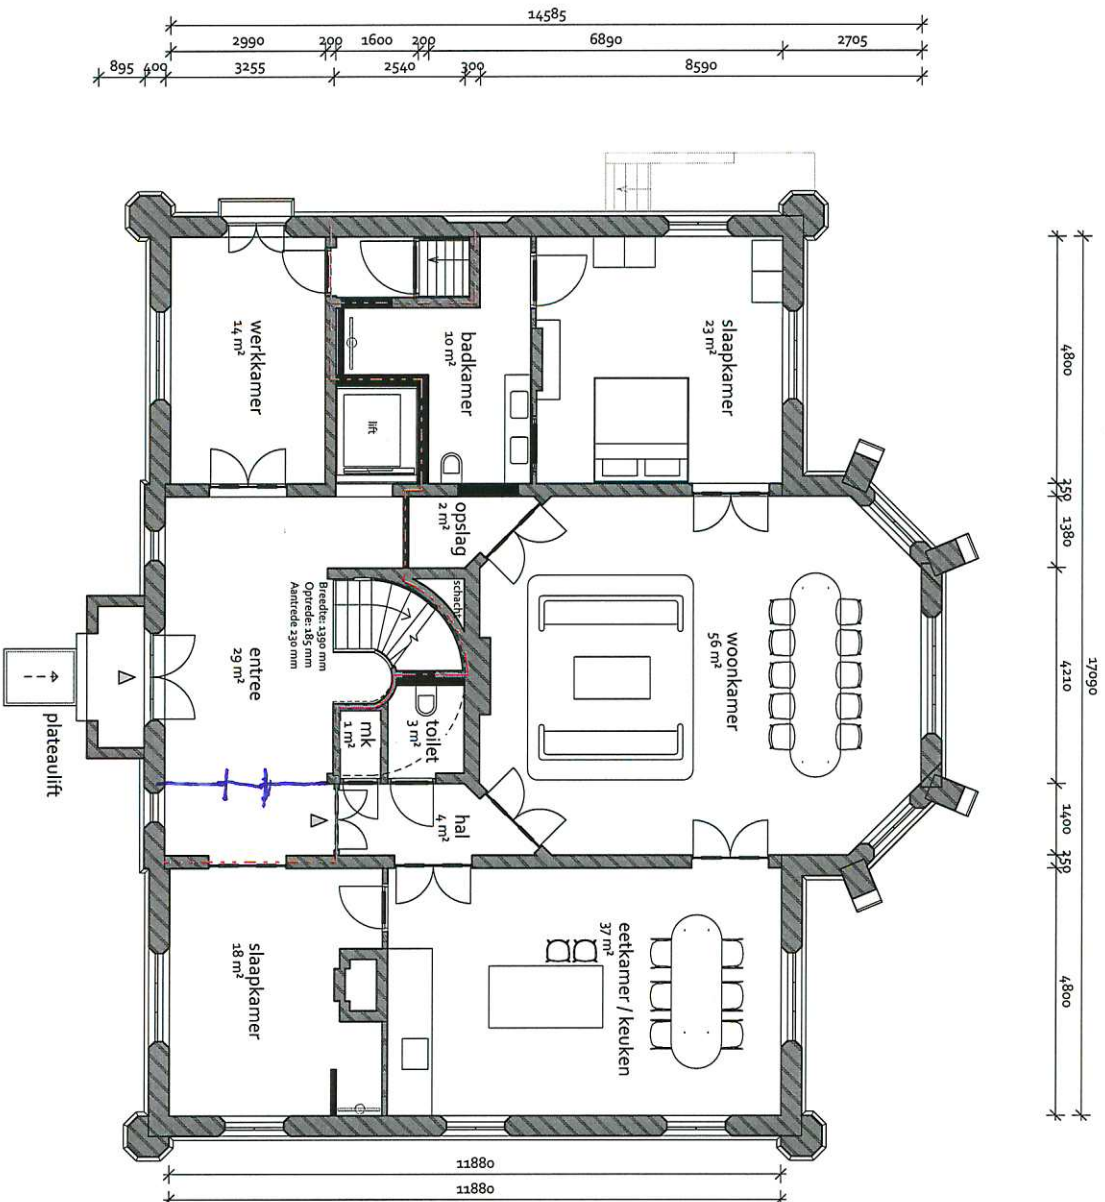 14585
2990
200
1600
200
6890
2705
895
400
3255
2540
300
8590
17090
4800
250
1380
4210
1400
250
4800
werkkamer
14 m²
badkamer
10 m²
slaapkamer
23 m²
lift
opslag
2 m²
schacht
Breedte: 1390 mm
Optrede: 185 mm
Aantrede 230 mm
entree
29 m²
woonkamer
56 m²
toilet
3 m²
mk
1 m²
hal
4 m²
plateaulift
slaapkamer
18 m²
eetkamer / keuken
37 m²
11880
11880